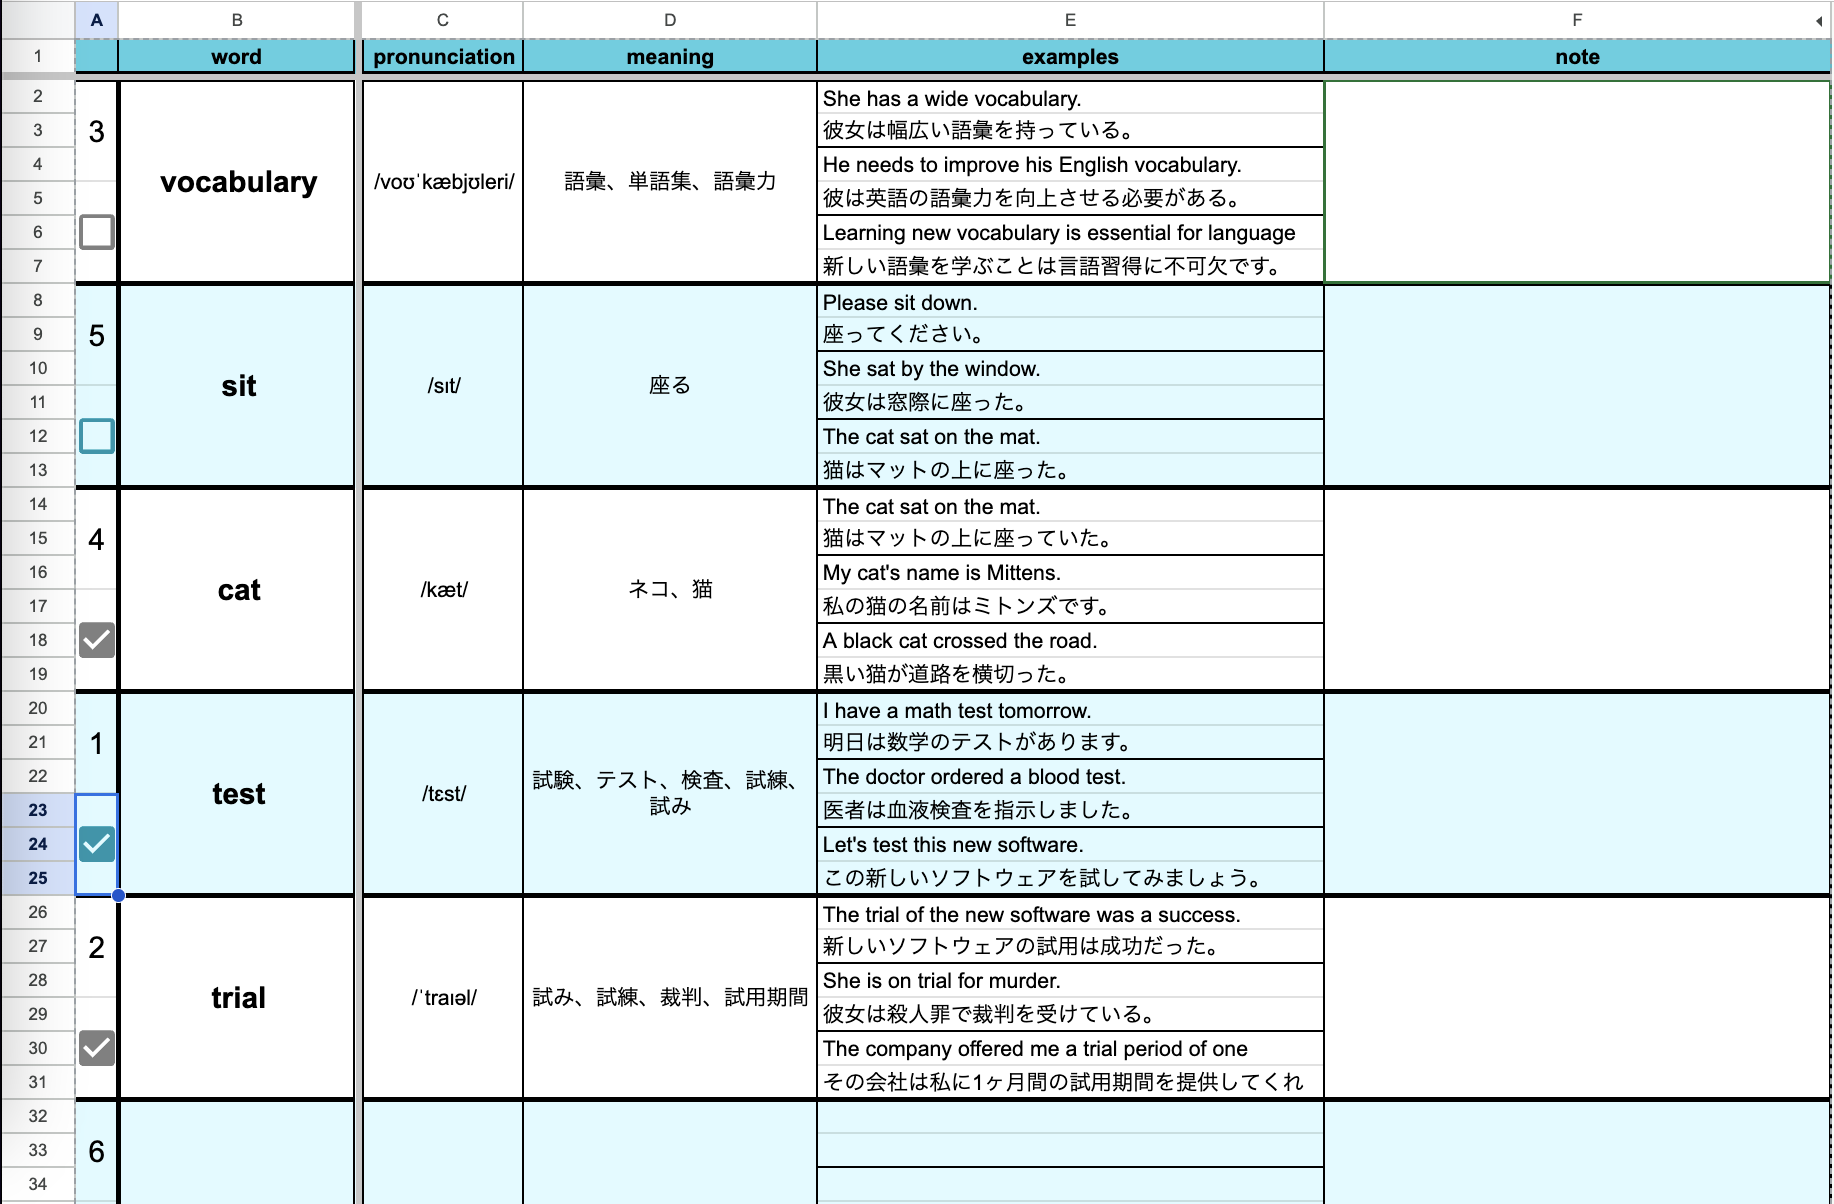 A B C D E F
1 word pronunciation meaning examples note
2 She has a wide vocabulary.
3 3 彼女は幅広い語彙を持っている。
4 He needs to improve his English vocabulary.
vocabulary /voʊˈkæbjʊleri/ 語彙、単語集、語彙力
5 彼は英語の語彙力を向上させる必要がある。
6 Learning new vocabulary is essential for language
7 新しい語彙を学ぶことは言語習得に不可欠です。
8 Please sit down.
9 5 座ってください。
10 She sat by the window.
sit /sɪt/ 座る
11 彼女は窓際に座った。
12 The cat sat on the mat.
13 猫はマットの上に座った。
14 The cat sat on the mat.
15 4 猫はマットの上に座っていた。
16 My cat's name is Mittens.
cat /kæt/ ネコ、猫
17 私の猫の名前はミトンズです。
18 A black cat crossed the road.
19 黒い猫が道路を横切った。
20 I have a math test tomorrow.
21 1 明日は数学のテストがあります。
22 The doctor ordered a blood test.
test /tɛst/ 試験、テスト、検査、試練、
試み
23 医者は血液検査を指示しました。
24 Let's test this new software.
25 この新しいソフトウェアを試してみましょう。
26 The trial of the new software was a success.
27 2 新しいソフトウェアの試用は成功だった。
28 She is on trial for murder.
trial /ˈtraɪəl/ 試み、試練、裁判、試用期間
29 彼女は殺人罪で裁判を受けている。
30 The company offered me a trial period of one
31 その会社は私に1ヶ月間の試用期間を提供してくれ
32
33 6
34